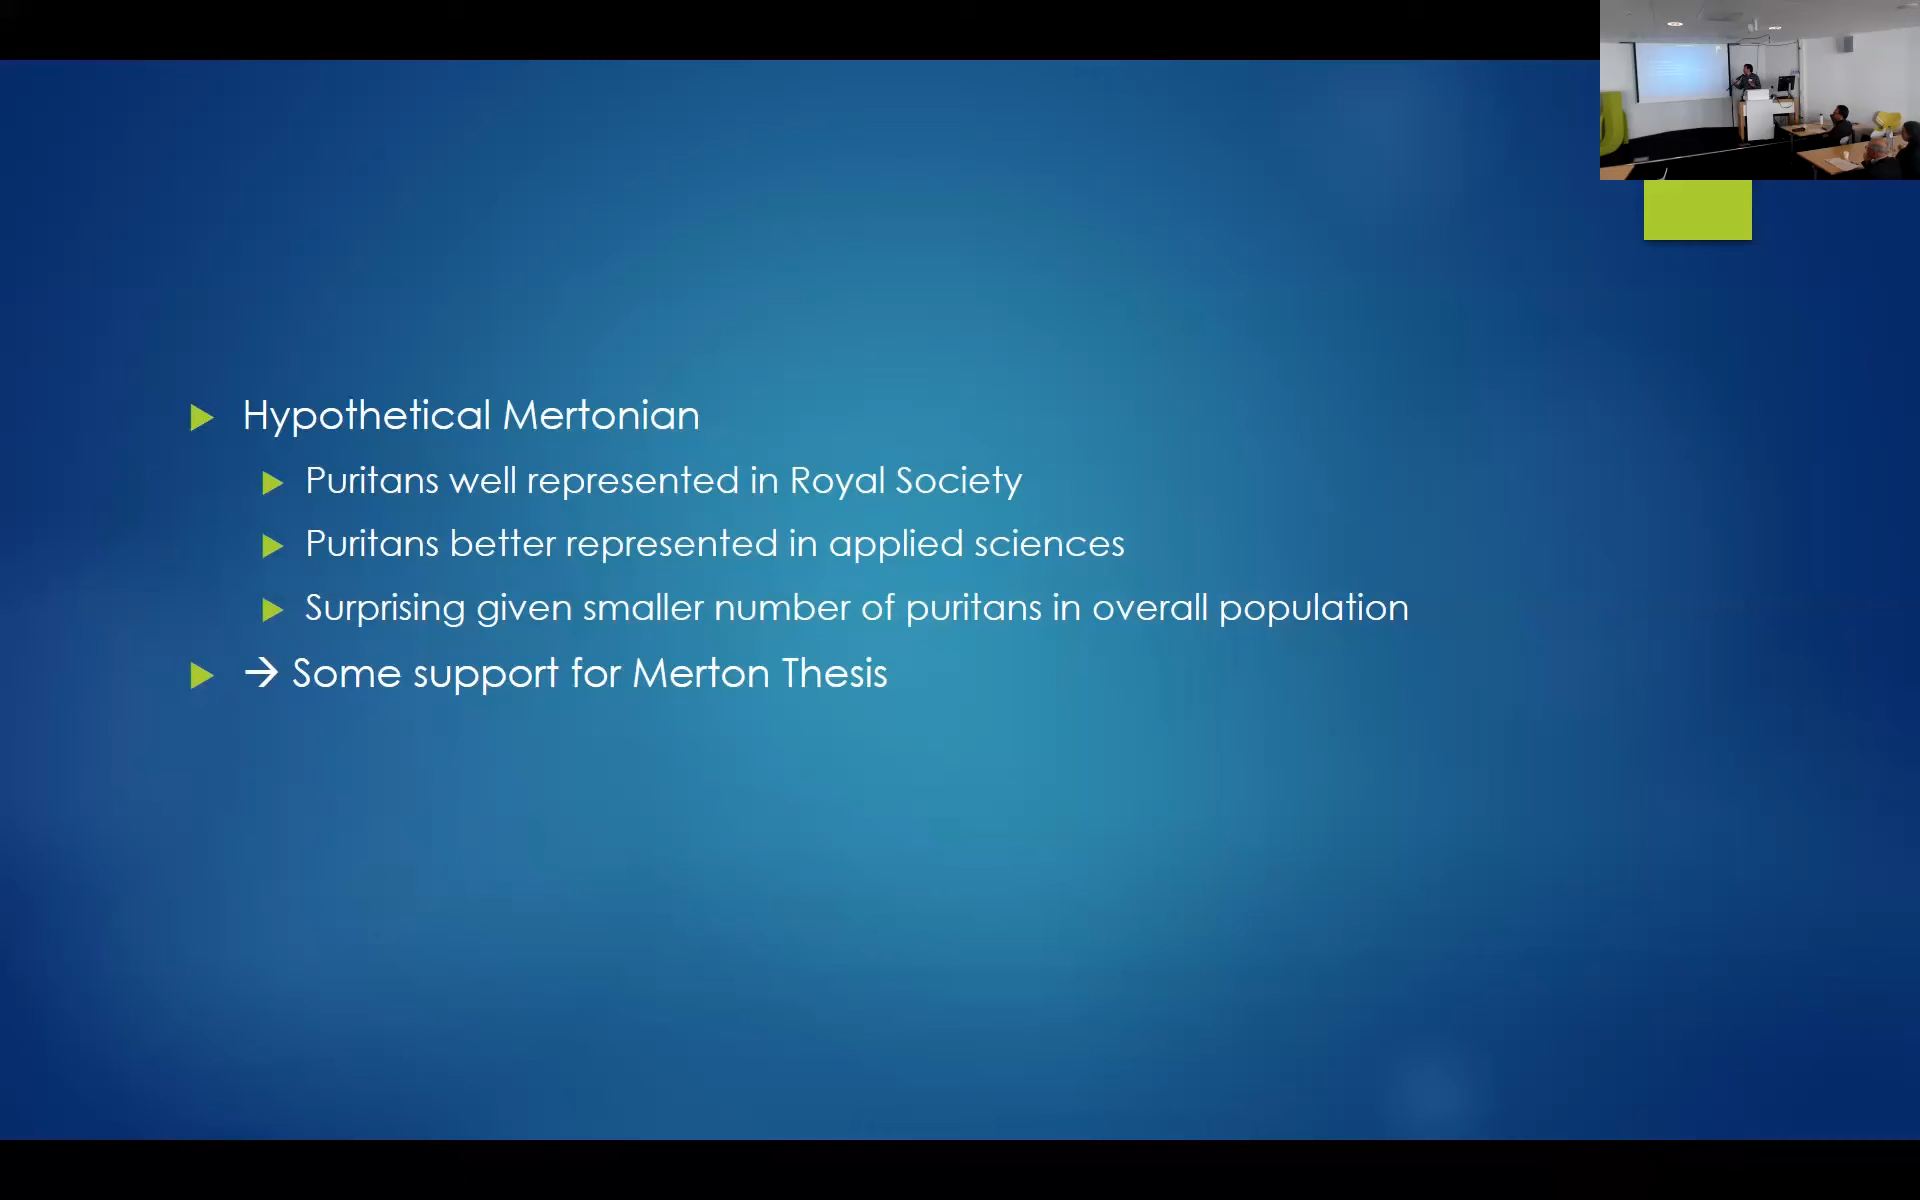 Hypothetical Mertonian
Puritans well represented in Royal Society
Puritans better represented in applied sciences
Surprising given smaller number of puritans in overall population
→ Some support for Merton Thesis